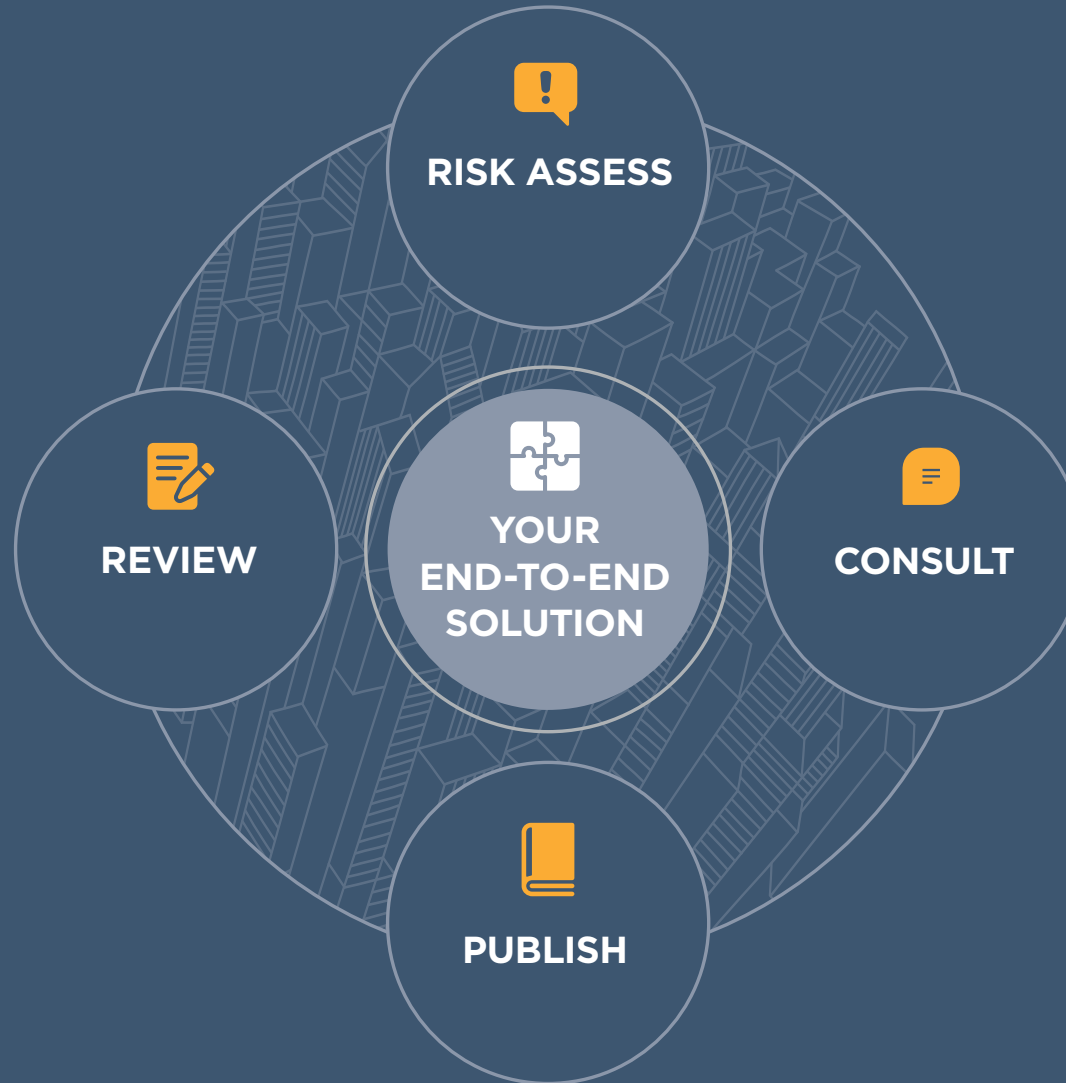 RISK ASSESS
REVIEW
YOUR
END-TO-END
SOLUTION
CONSULT
PUBLISH